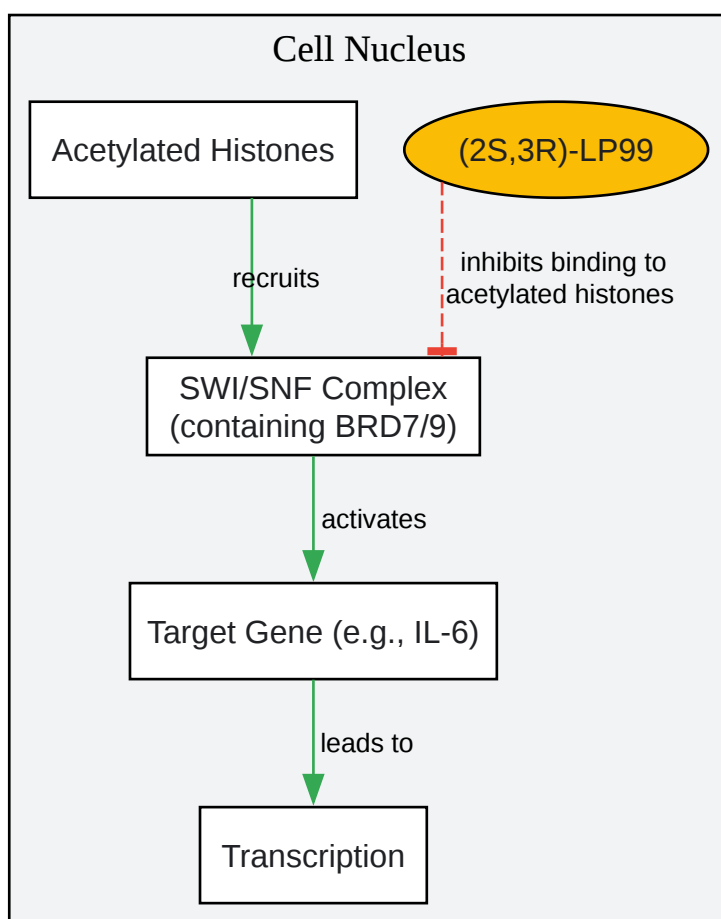 Cell Nucleus
Acetylated Histones
(2S,3R)-LP99
recruits
inhibits binding to
acetylated histones
SWI/SNF Complex
(containing BRD7/9)
activates
Target Gene (e.g., IL-6)
leads to
Transcription